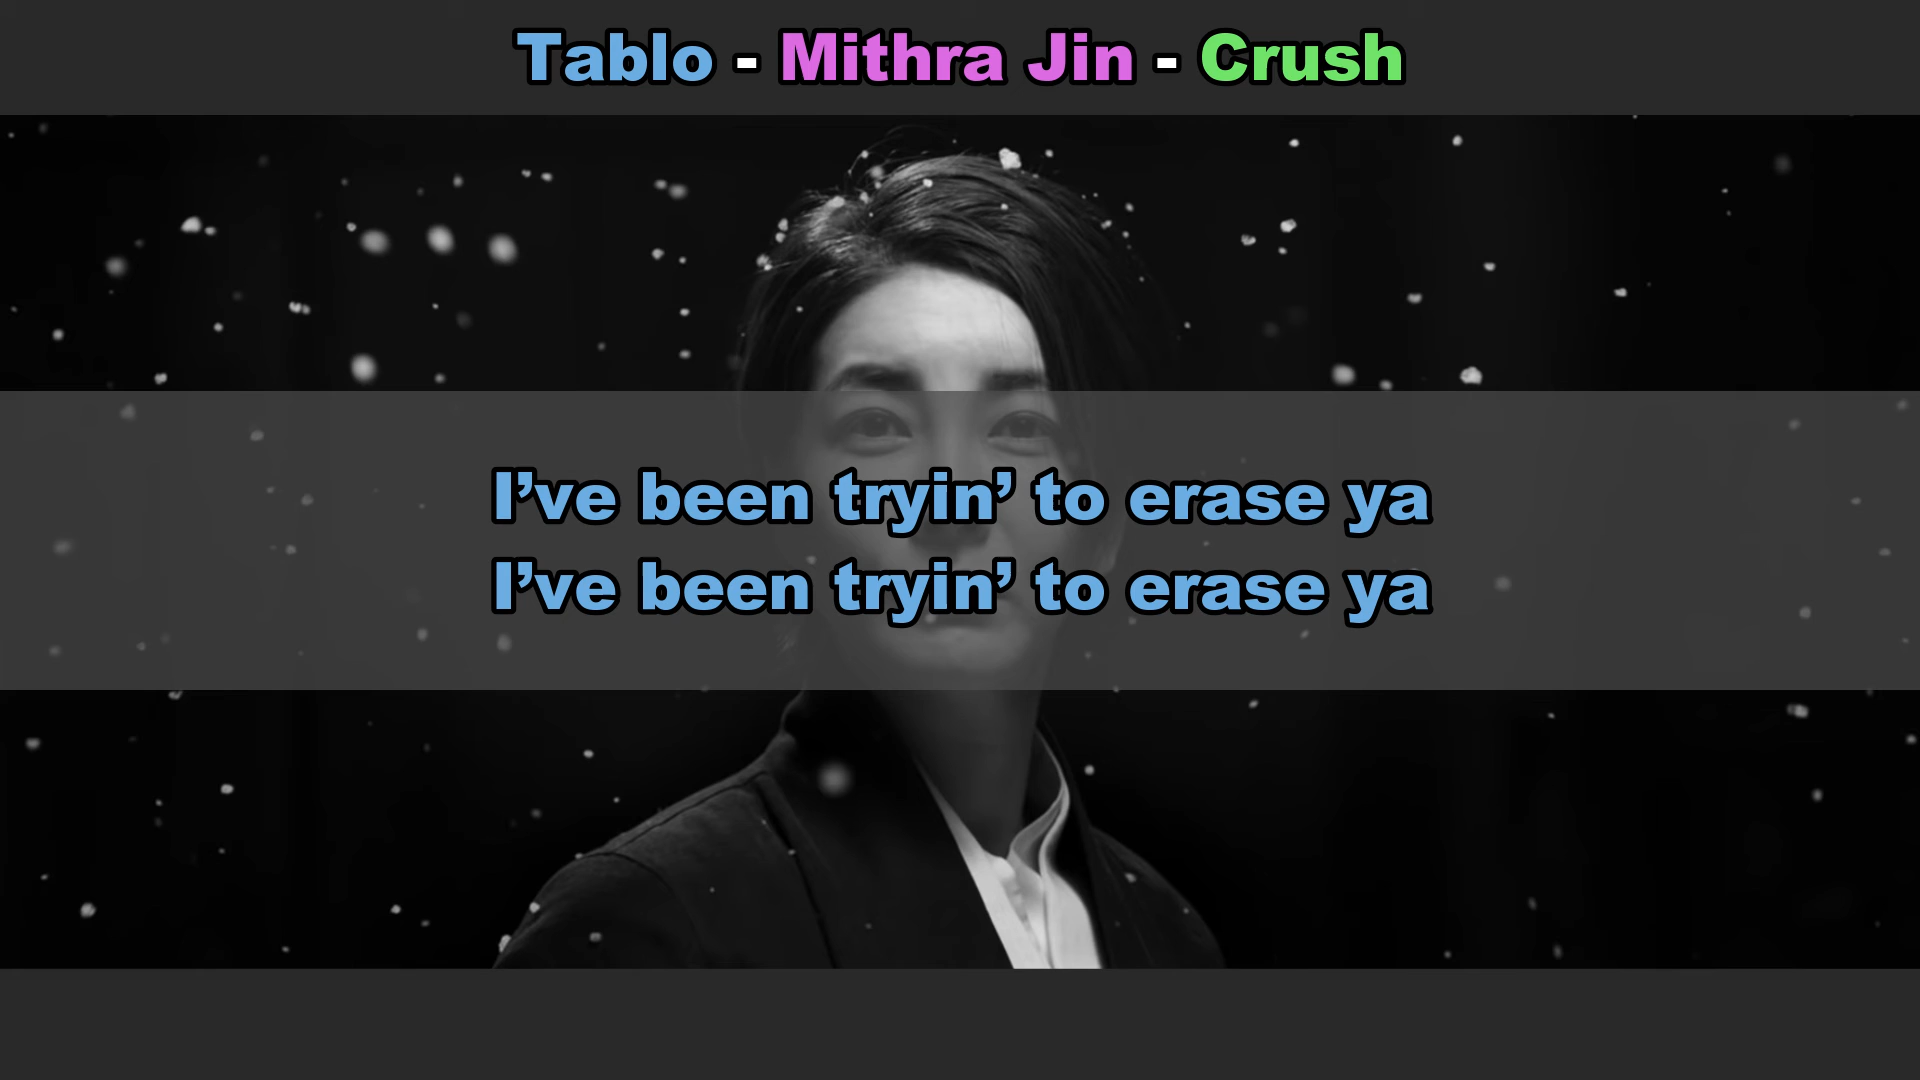 Tablo - Mithra Jin - Crush
I’ve been tryin’ to erase ya
I’ve been tryin’ to erase ya